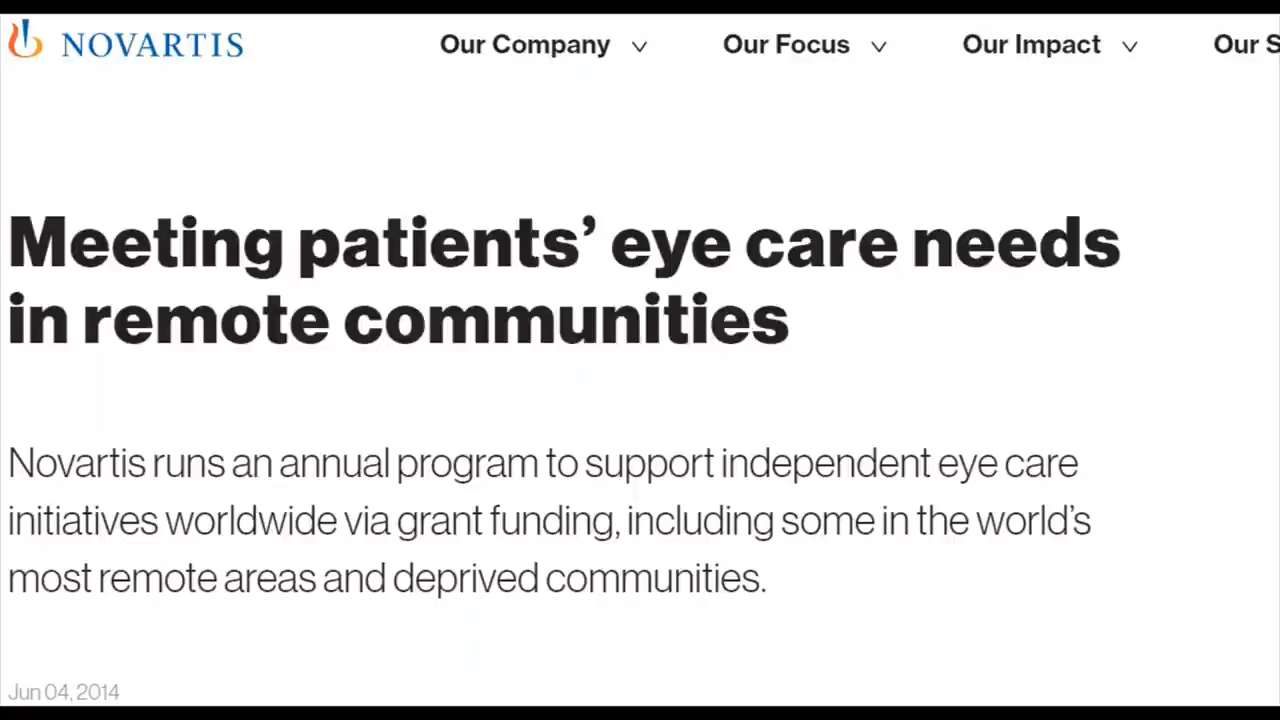 NOVARTIS Our Company Our Focus Our Impact Our S
Meeting patients’ eye care needs
in remote communities
Novartis runs an annual program to support independent eye care
initiatives worldwide via grant funding, including some in the world’s
most remote areas and deprived communities.
Jun 04, 2014